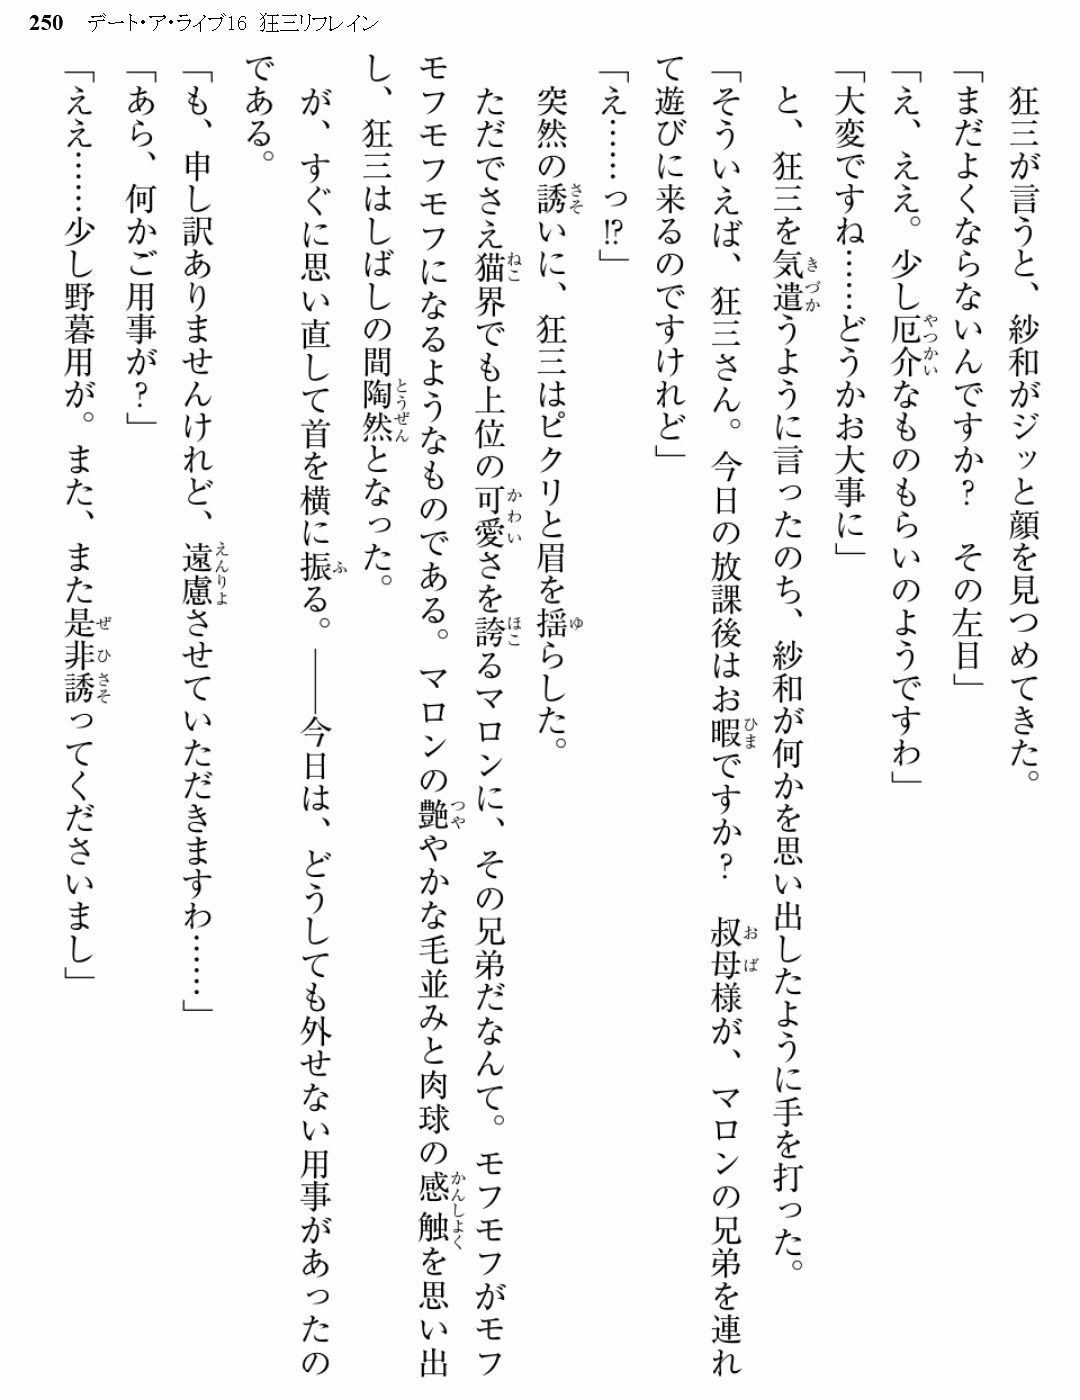 250 デート・ア・ライブ16 狂三リフレイン
狂三が言うと、紗和がジッと顔を見つめてきた。
「まだよくならないんですか？　その左目」
「え、ええ。少し厄介なものもらいのようですわ」
「大変ですね……どうかお大事に」
と、狂三を気遣うように言ったのち、紗和が何かを思い出したように手を打った。
「そういえば、狂三さん。今日の放課後はお暇ですか？　叔母様が、マロンの兄弟を連れ
て遊びに来るのですけれど」
「え……っ⁉」
突然の誘いに、狂三はピクリと眉を揺らした。
ただでさえ猫界でも上位の可愛さを誇るマロンに、その兄弟だなんて。モフモフがモフ
モフモフモフになるようなものである。マロンの艶やかな毛並みと肉球の感触を思い出
し、狂三はしばしの間陶然となった。
が、すぐに思い直して首を横に振る。――今日は、どうしても外せない用事があったの
である。
「も、申し訳ありませんけれど、遠慮させていただきますわ……」
「あら、何かご用事が？」
「ええ……少し野暮用が。また、また是非誘ってくださいまし」